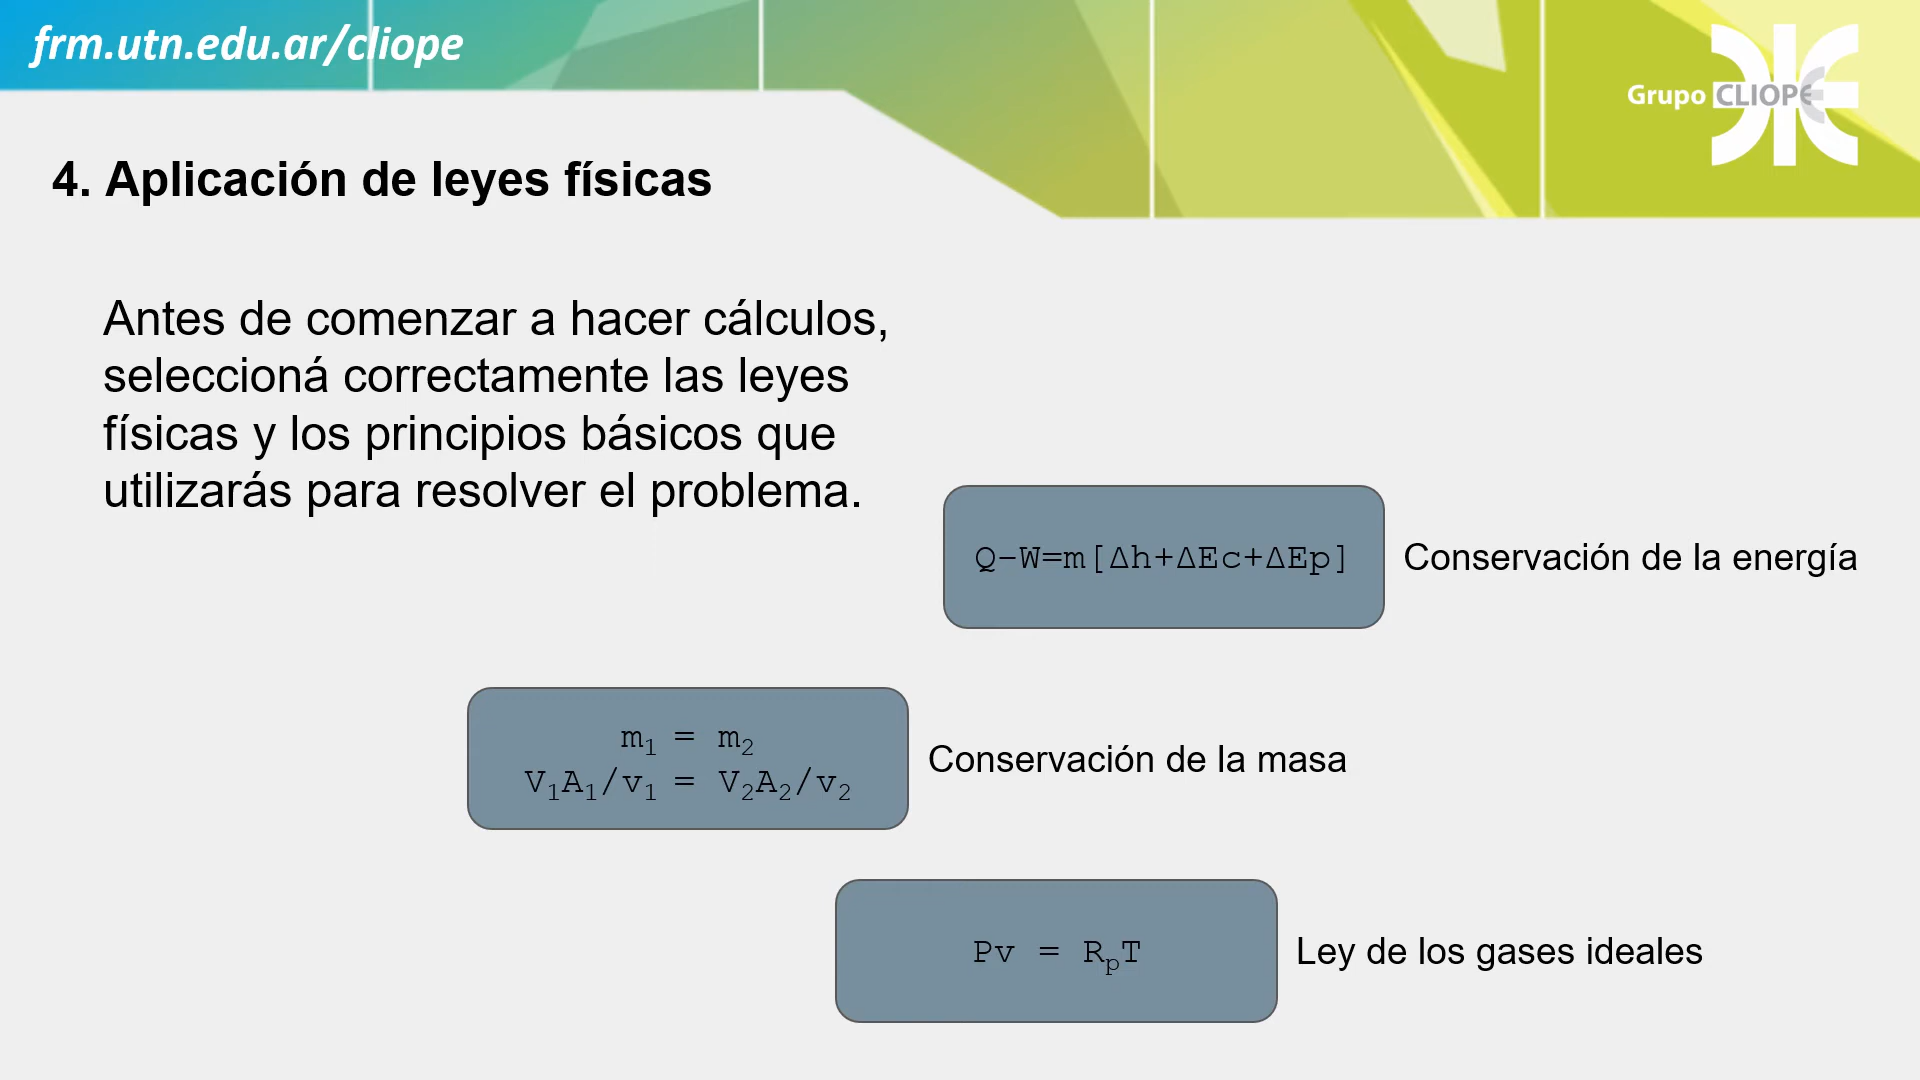 frm.utn.edu.ar/cliope
Grupo CLIOPE
4. Aplicación de leyes físicas
Antes de comenzar a hacer cálculos,
seleccioná correctamente las leyes
físicas y los principios básicos que
utilizarás para resolver el problema.
Q-W=m[Δh+ΔEc+ΔEp]
Conservación de la energía
m₁ = m₂
V₁A₁/v₁ = V₂A₂/v₂
Conservación de la masa
Pv = RₚT
Ley de los gases ideales